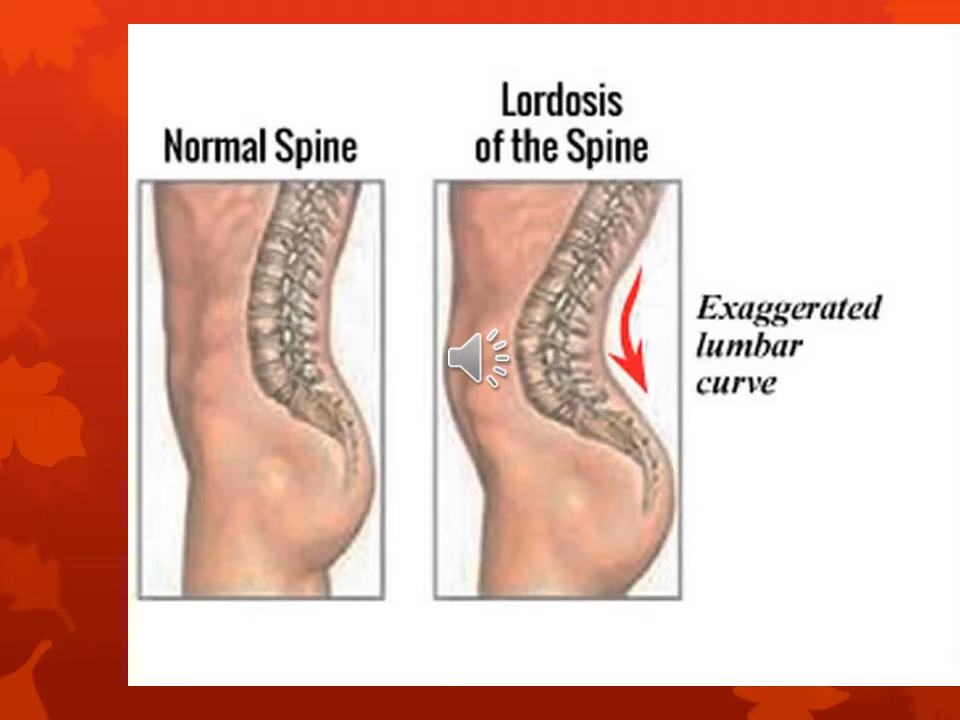 Normal Spine
Lordosis
of the Spine
Exaggerated
lumbar
curve